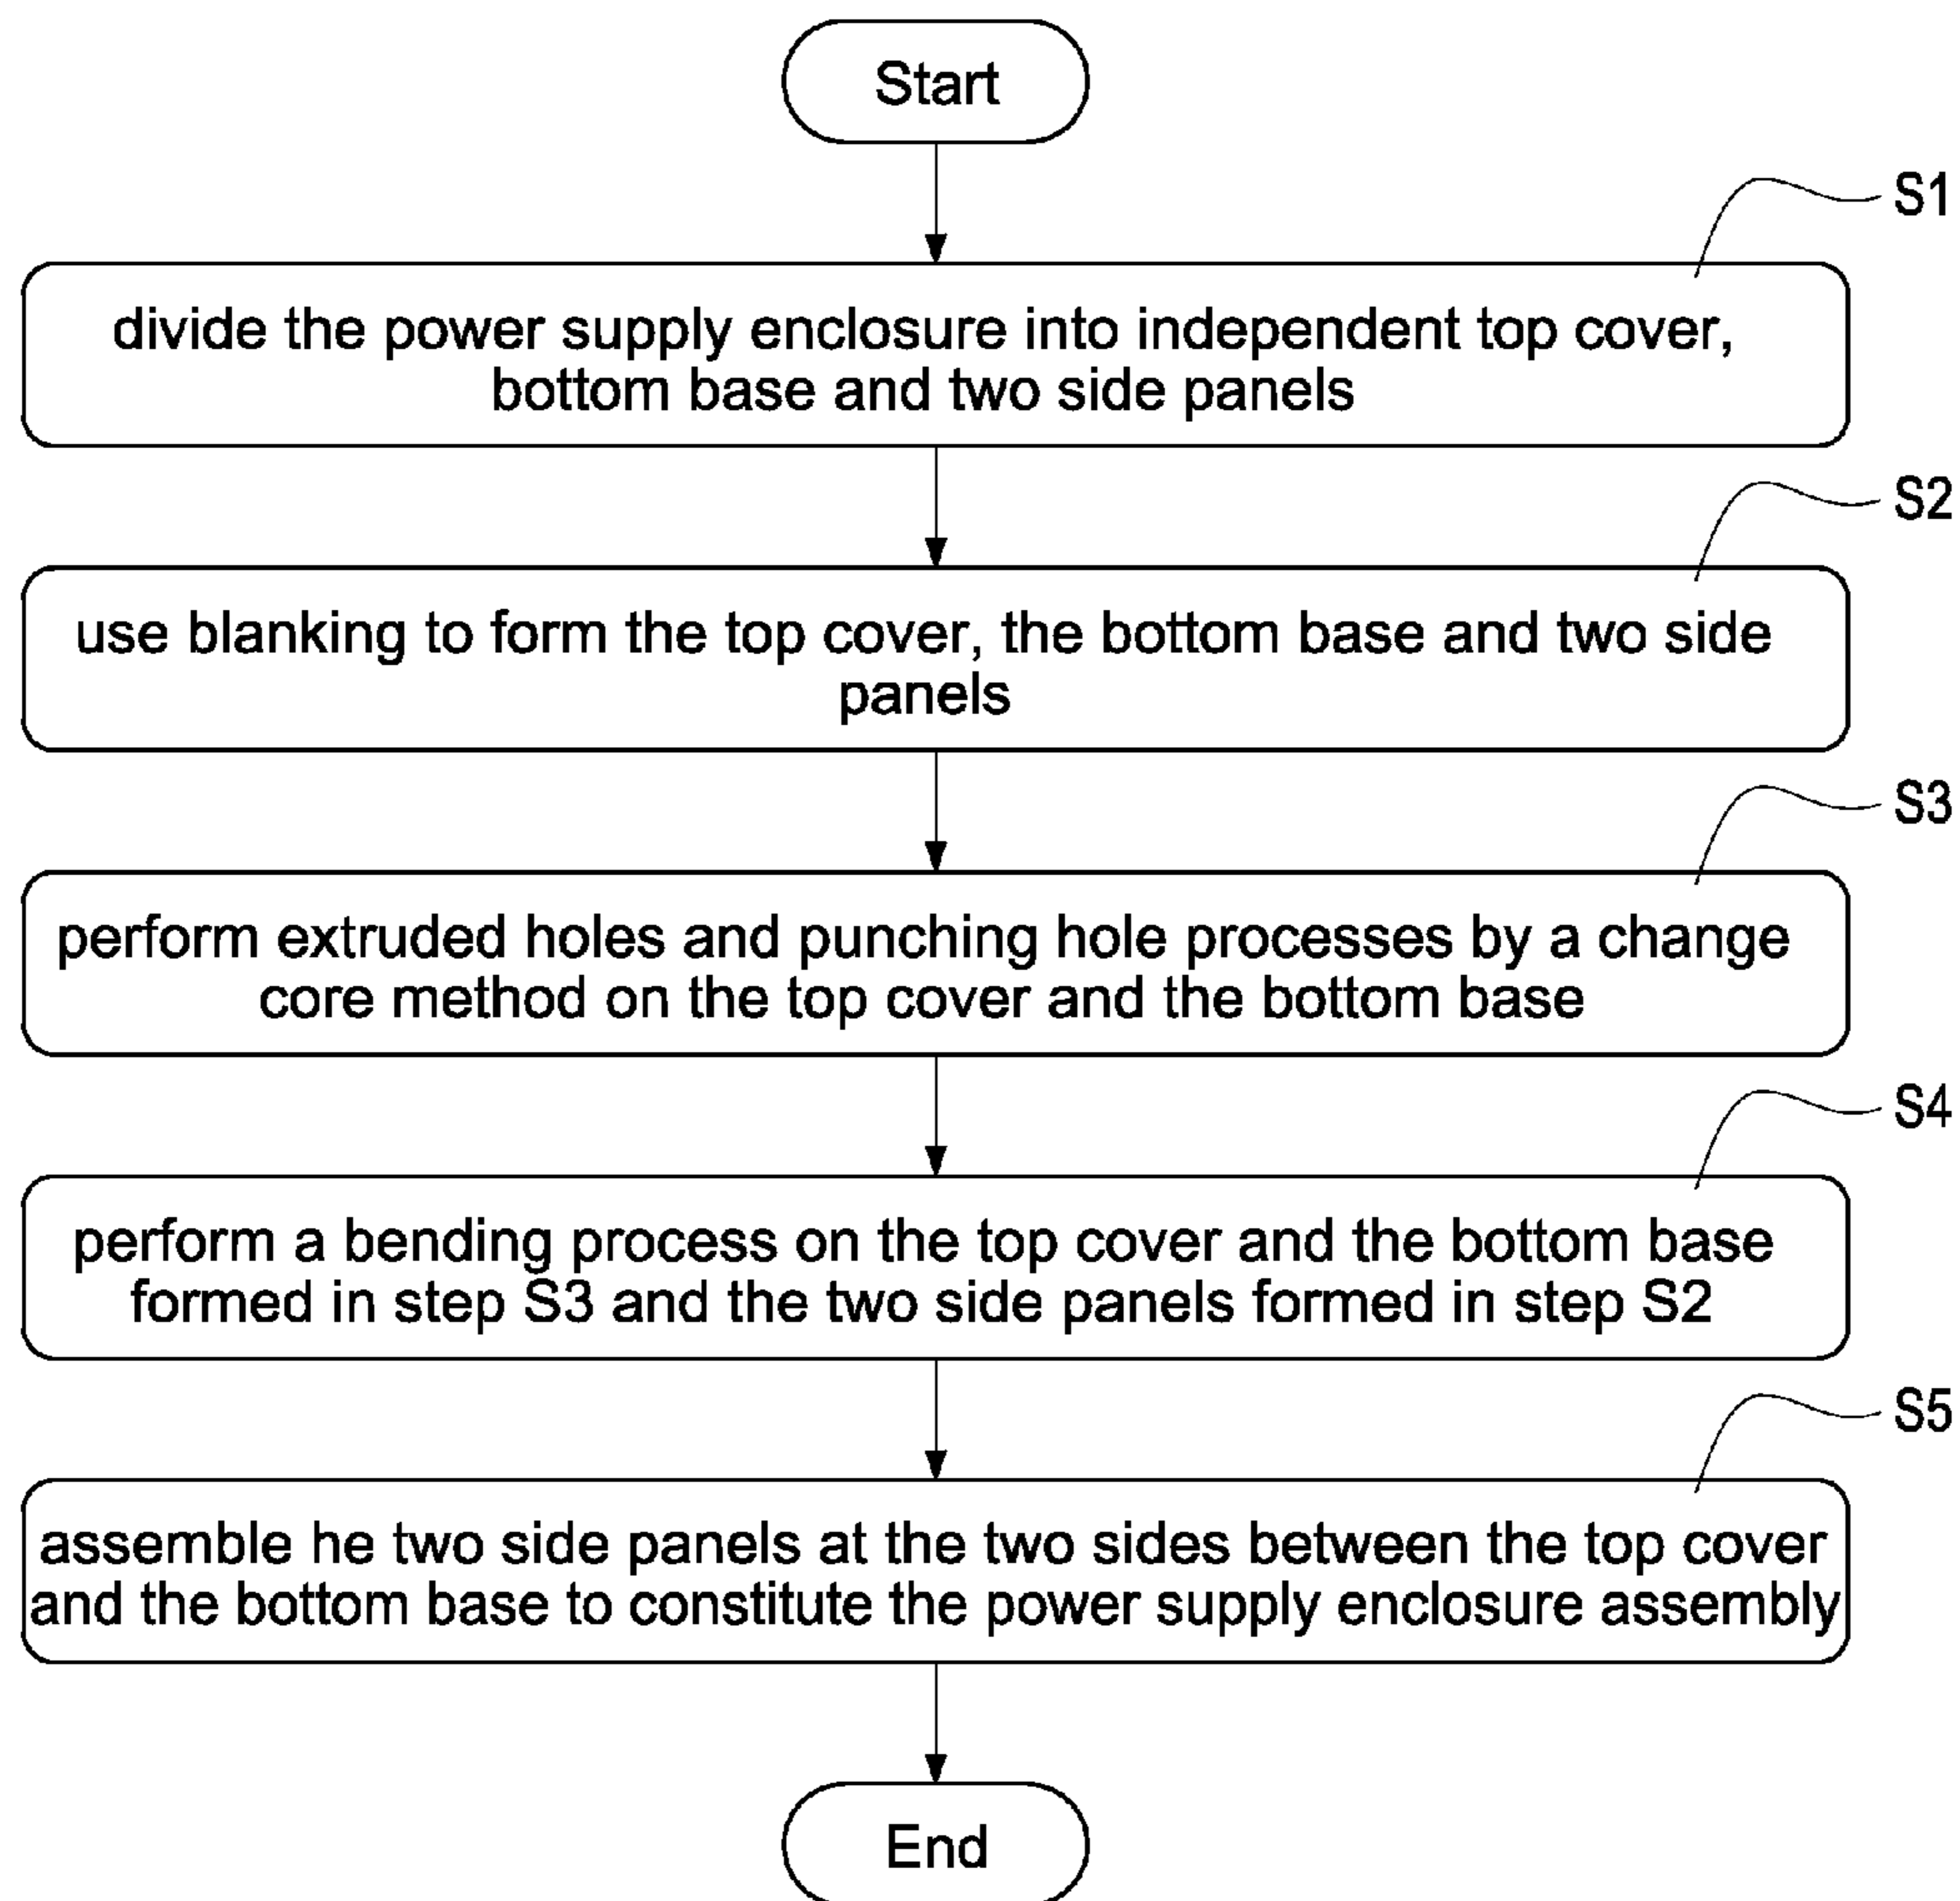 Start
S1
divide the power supply enclosure into independent top cover,
bottom base and two side panels
S2
use blanking to form the top cover, the bottom base and two side
panels
S3
perform extruded holes and punching hole processes by a change
core method on the top cover and the bottom base
S4
perform a bending process on the top cover and the bottom base
formed in step S3 and the two side panels formed in step S2
S5
assemble he two side panels at the two sides between the top cover
and the bottom base to constitute the power supply enclosure assembly
End